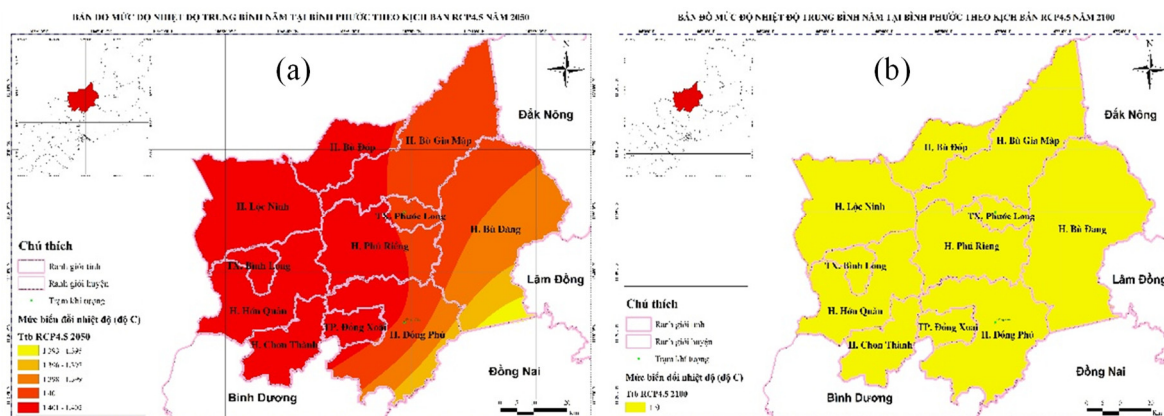 BẢN ĐỒ MỨC ĐỘ NHIỆT ĐỘ TRUNG BÌNH NĂM TẠI BÌNH PHƯỚC THEO KỊCH BẢN RCP4.5 NĂM 2050
(a)
N
Đắk Nông
H. Bù Đốp
H. Bù Gia Mập
H. Lộc Ninh
TX. Phước Long
H. Bù Đăng
H. Phú Riềng
TX. Bình Long
Lâm Đồng
H. Hớn Quản
TP. Đồng Xoài
H. Đồng Phú
H. Chơn Thành
Đồng Nai
Bình Dương
Chú thích
Ranh giới tỉnh
Ranh giới huyện
Trạm khí tượng
Mức biến đổi nhiệt độ (độ C)
Ttb RCP4.5 2050
Km
BẢN ĐỒ MỨC ĐỘ NHIỆT ĐỘ TRUNG BÌNH NĂM TẠI BÌNH PHƯỚC THEO KỊCH BẢN RCP4.5 NĂM 2100
(b)
N
Đắk Nông
H. Bù Đốp
H. Bù Gia Mập
H. Lộc Ninh
TX. Phước Long
H. Bù Đăng
H. Phú Riềng
TX. Bình Long
Lâm Đồng
H. Hớn Quản
TP. Đồng Xoài
H. Đồng Phú
H. Chơn Thành
Đồng Nai
Bình Dương
Chú thích
Ranh giới tỉnh
Ranh giới huyện
Trạm khí tượng
Mức biến đổi nhiệt độ (độ C)
Ttb RCP4.5 2100
Km